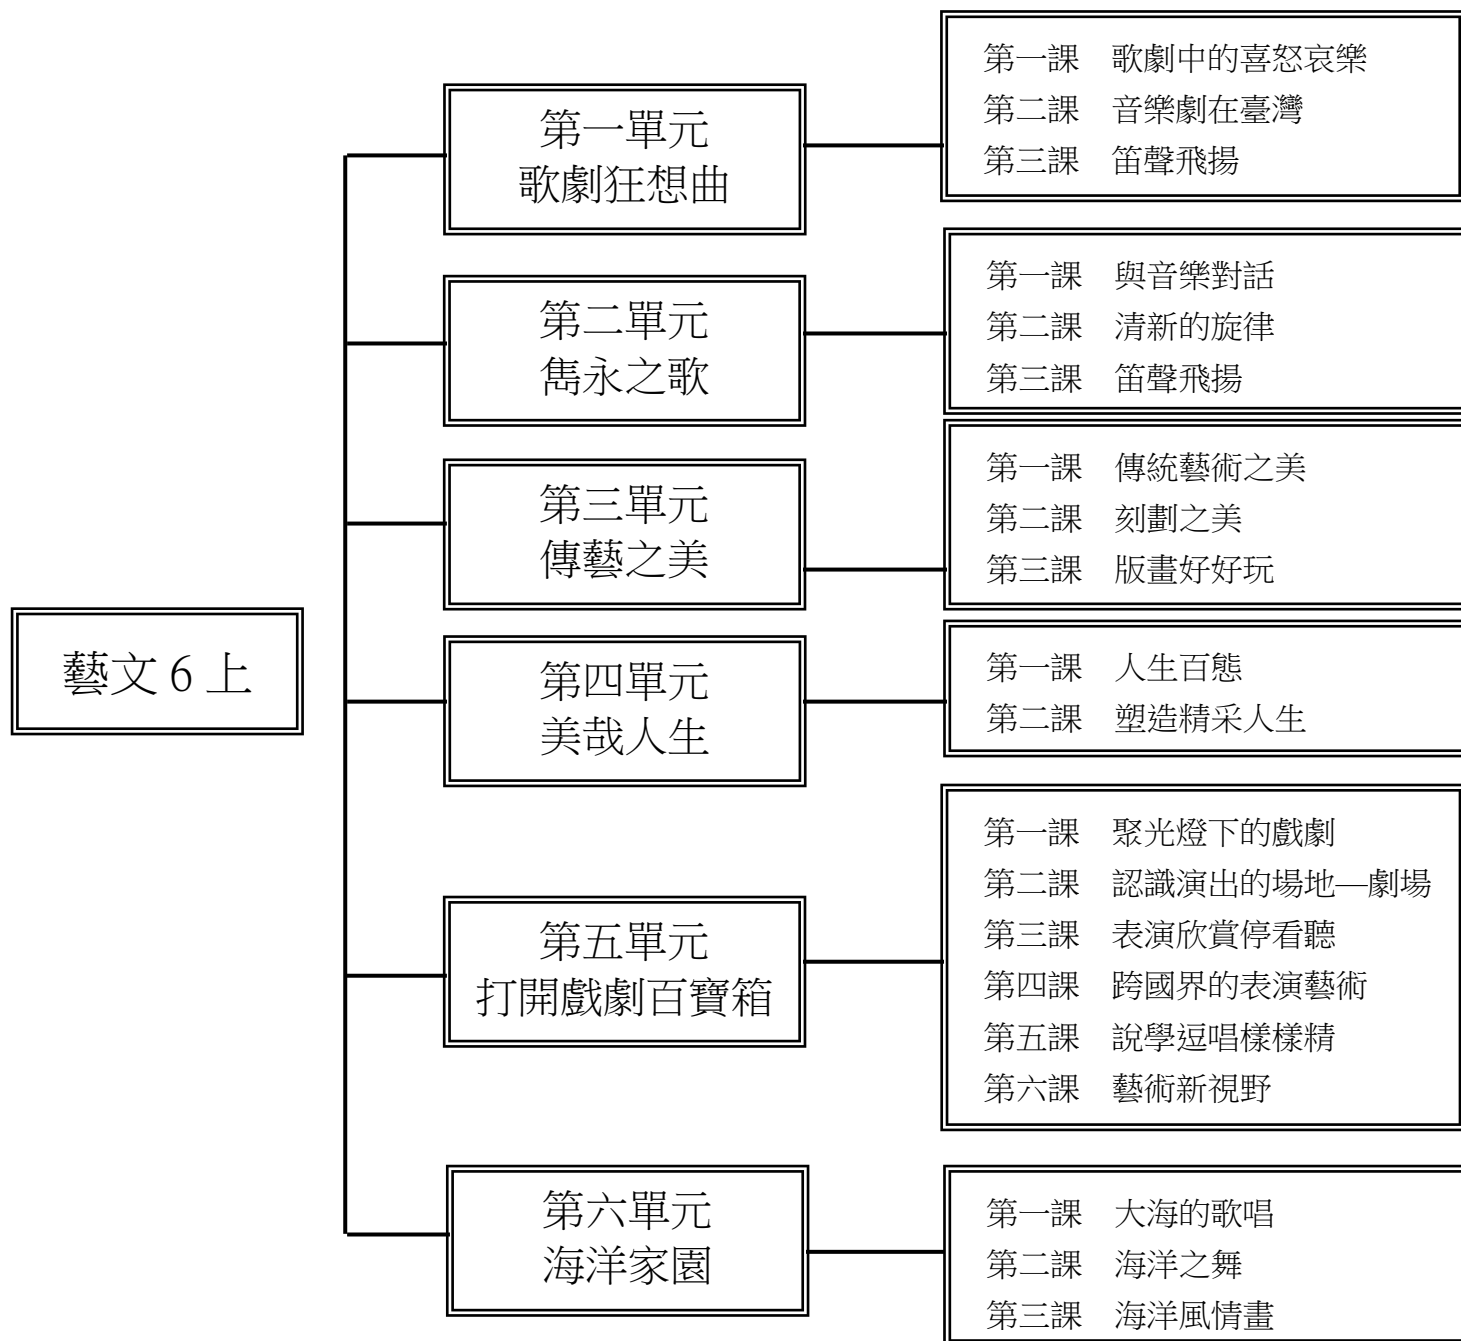 藝文 6 上
第一單元
歌劇狂想曲
第一課　歌劇中的喜怒哀樂
第二課　音樂劇在臺灣
第三課　笛聲飛揚
第二單元
雋永之歌
第一課　與音樂對話
第二課　清新的旋律
第三課　笛聲飛揚
第三單元
傳藝之美
第一課　傳統藝術之美
第二課　刻劃之美
第三課　版畫好好玩
第四單元
美哉人生
第一課　人生百態
第二課　塑造精采人生
第五單元
打開戲劇百寶箱
第一課　聚光燈下的戲劇
第二課　認識演出的場地—劇場
第三課　表演欣賞停看聽
第四課　跨國界的表演藝術
第五課　說學逗唱樣樣精
第六課　藝術新視野
第六單元
海洋家園
第一課　大海的歌唱
第二課　海洋之舞
第三課　海洋風情畫